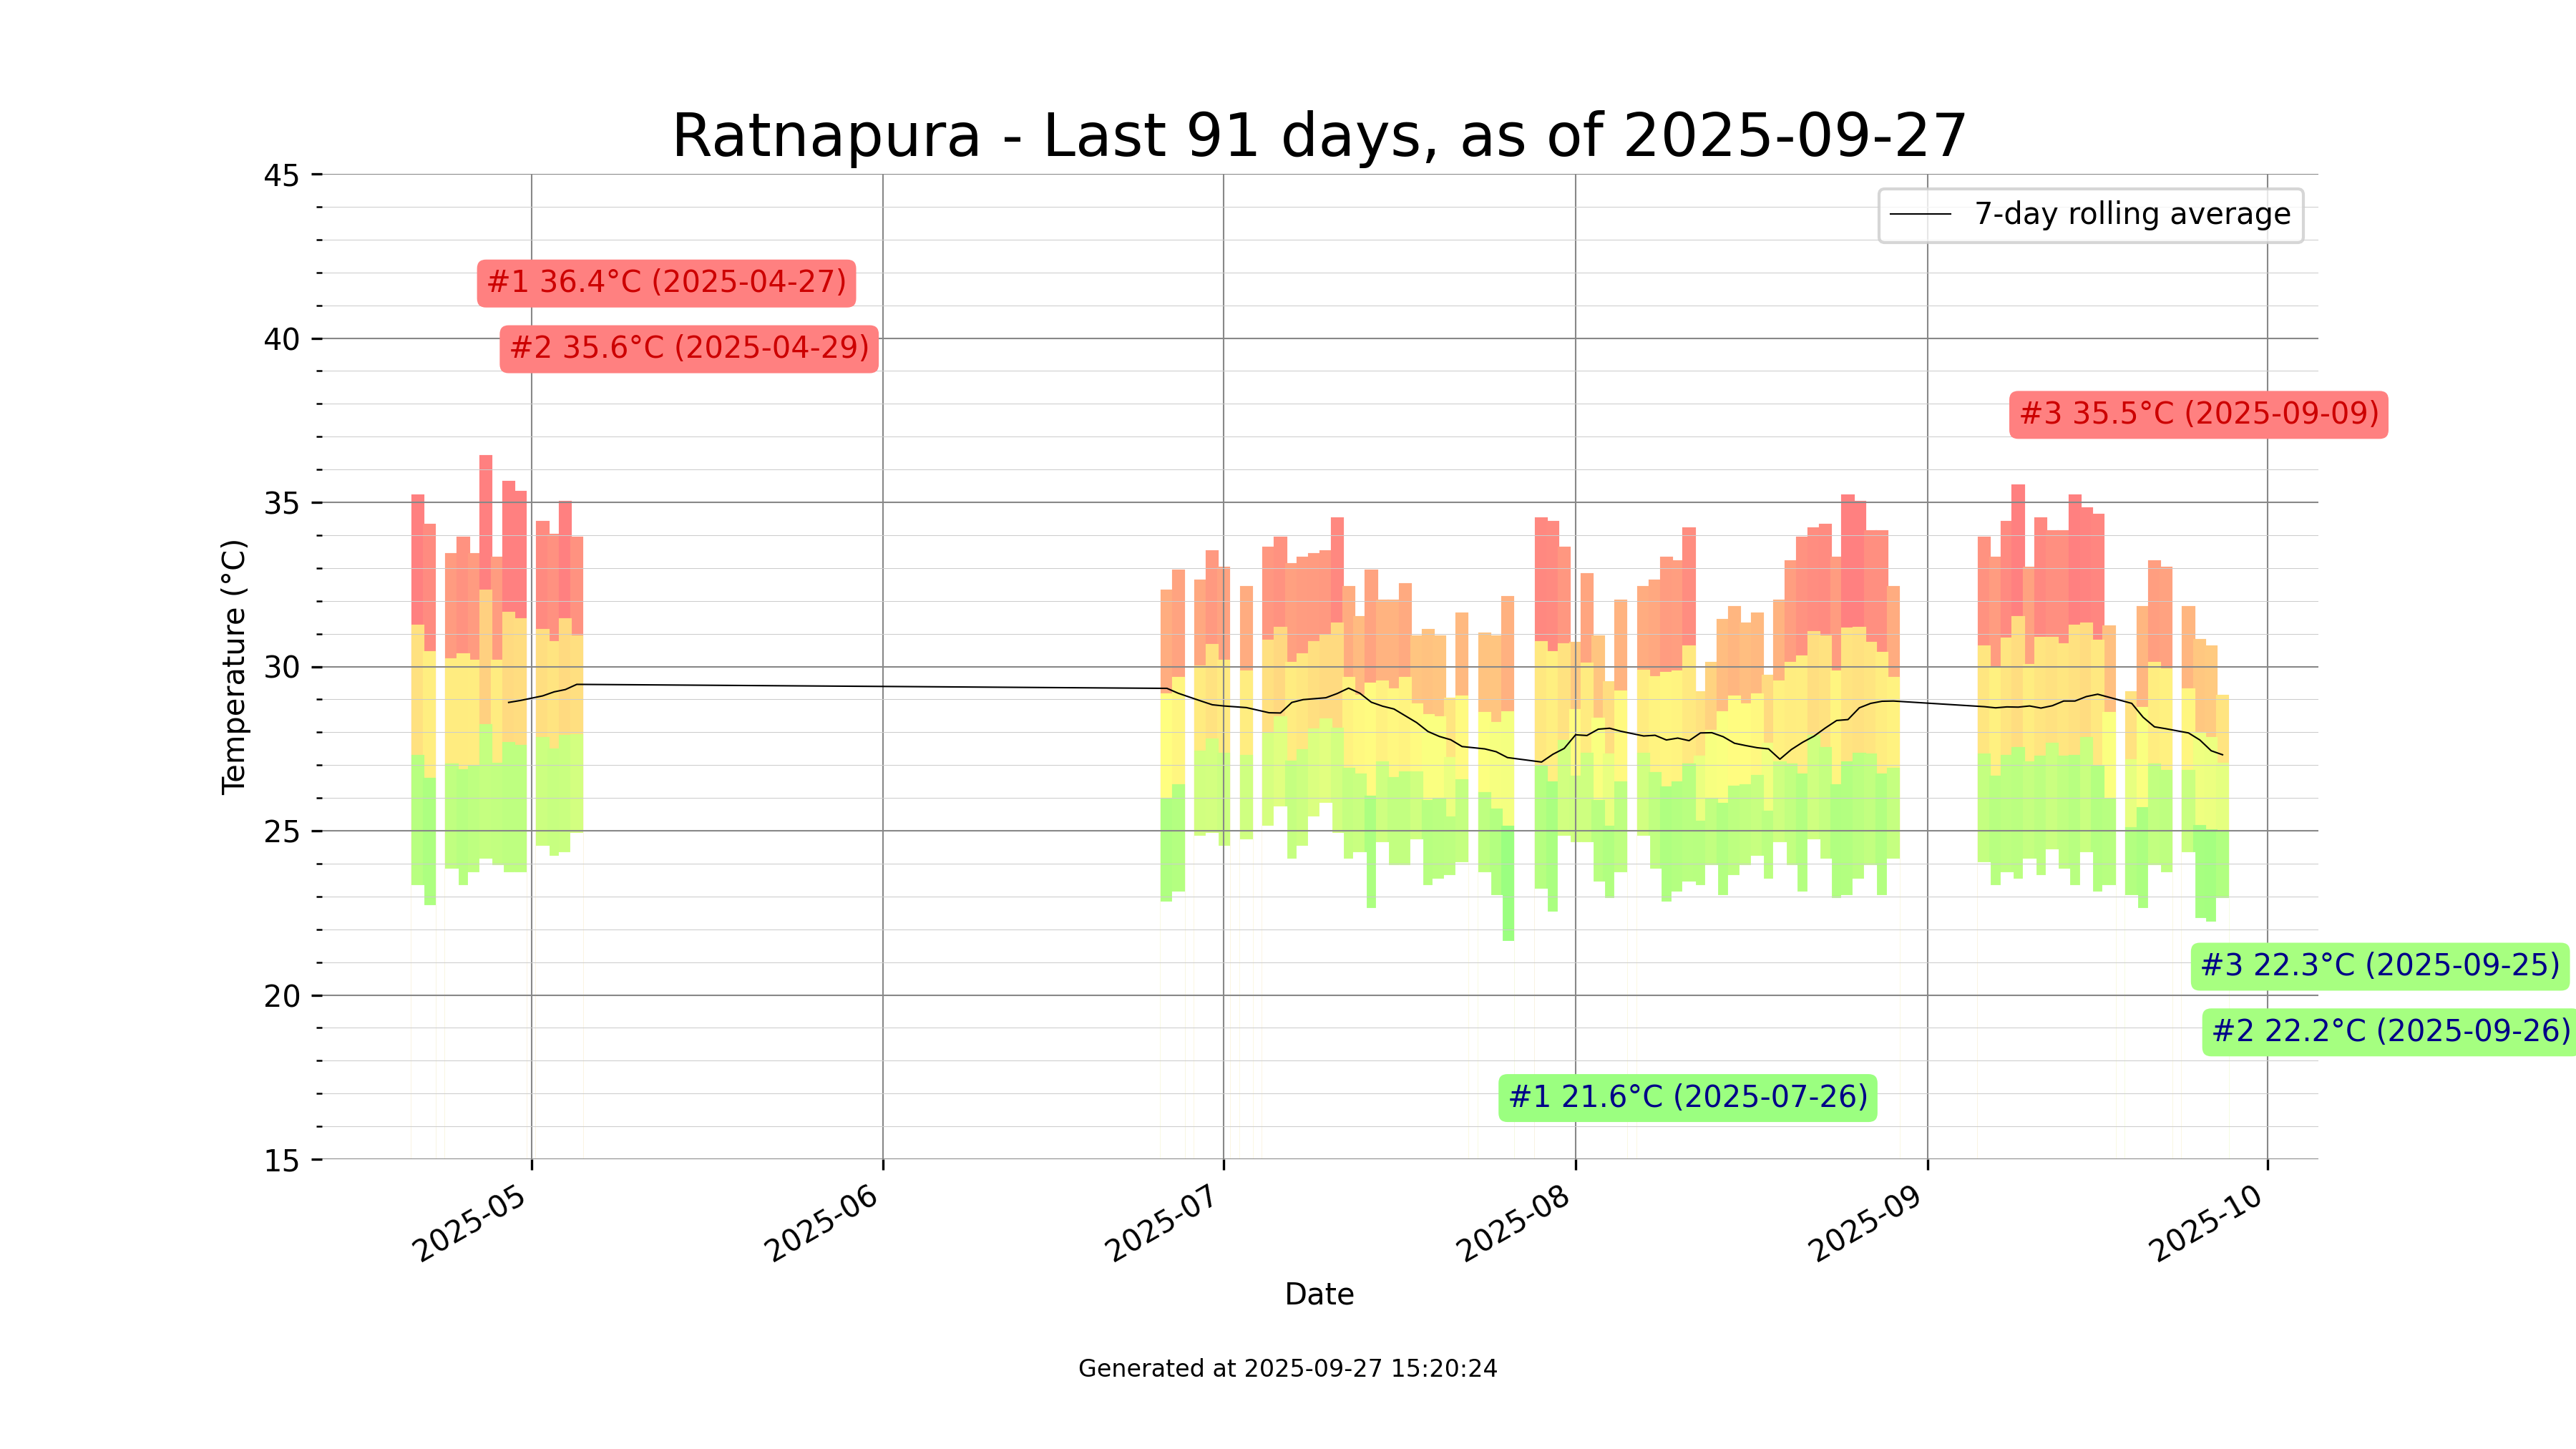 Ratnapura - Last 91 days, as of 2025-09-27
7-day rolling average
#1 36.4°C (2025-04-27)
#2 35.6°C (2025-04-29)
#3 35.5°C (2025-09-09)
#3 22.3°C (2025-09-25)
#2 22.2°C (2025-09-26)
#1 21.6°C (2025-07-26)
Temperature (°C)
45
40
35
30
25
20
15
2025-05
2025-06
2025-07
2025-08
2025-09
2025-10
Date
Generated at 2025-09-27 15:20:24